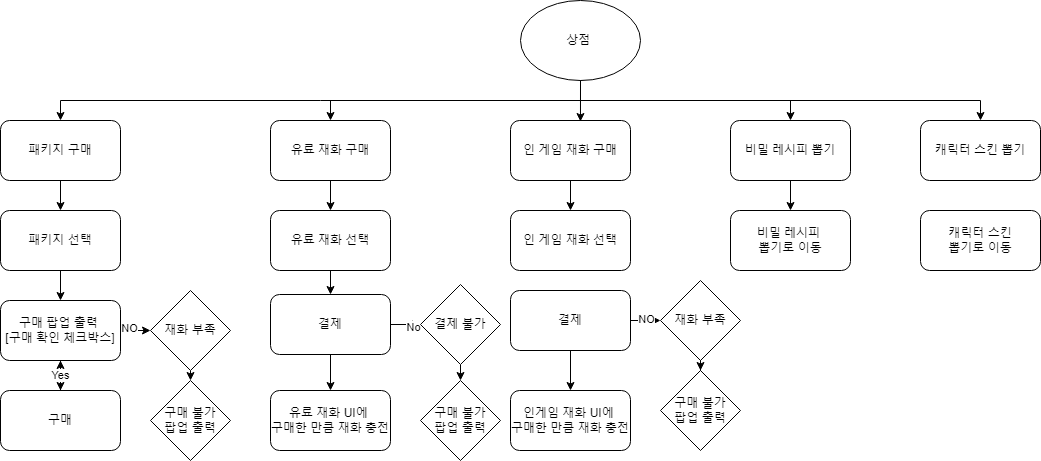 상점
패키지 구매
유료 재화 구매
인 게임 재화 구매
비밀 레시피 뽑기
캐릭터 스킨 뽑기
패키지 선택
유료 재화 선택
인 게임 재화 선택
비밀 레시피
뽑기로 이동
캐릭터 스킨
뽑기로 이동
구매 팝업 출력
[구매 확인 체크박스]
NO
재화 부족
결제
No
결제 불가
결제
NO
재화 부족
Yes
구매
구매 불가
팝업 출력
유료 재화 UI에
구매한 만큼 재화 충전
구매 불가
팝업 출력
인게임 재화 UI에
구매한 만큼 재화 충전
구매 불가
팝업 출력